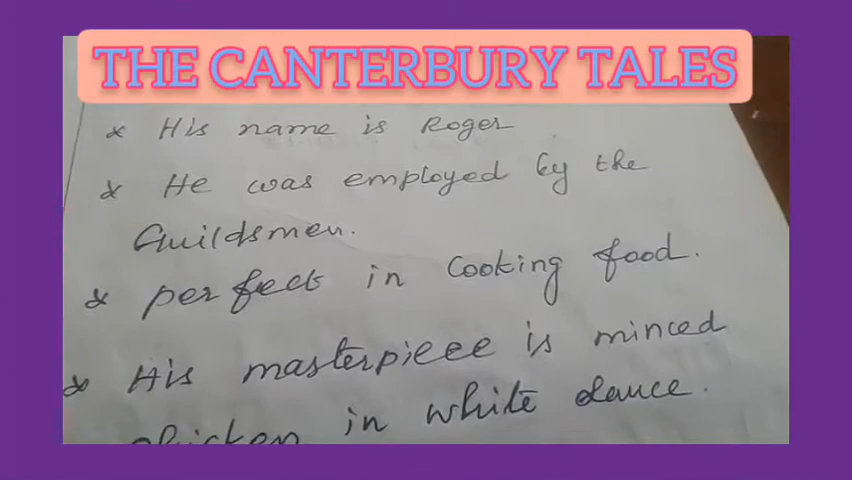 THE CANTERBURY TALES
* His name is Roger
* He was employed by the
Guildsmen.
* perfect in cooking food.
* His masterpiece is minced
chicken in white sauce.